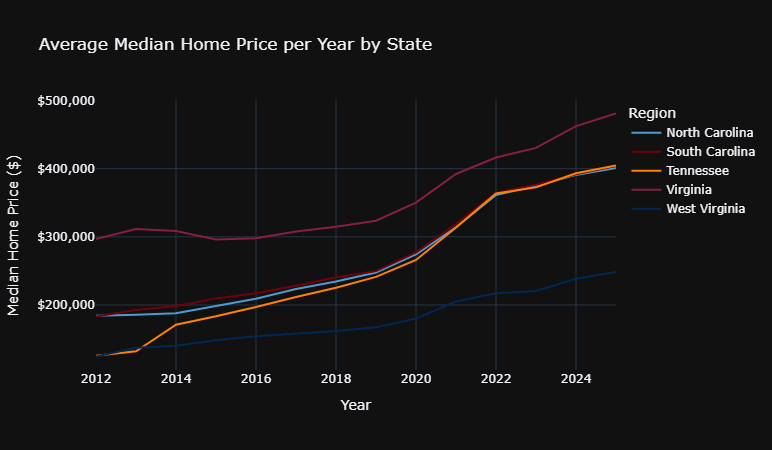 Average Median Home Price per Year by State
$500,000
$400,000
$300,000
$200,000
Median Home Price ($)
2012 2014 2016 2018 2020 2022 2024
Year
Region
North Carolina
South Carolina
Tennessee
Virginia
West Virginia